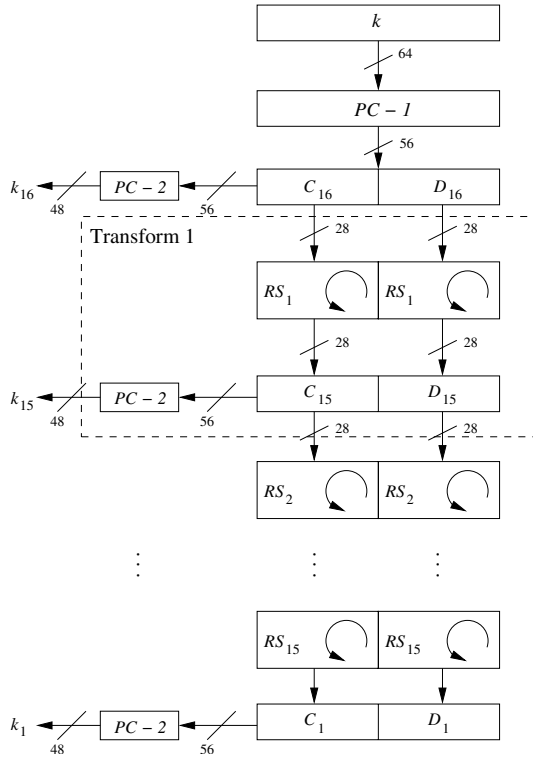 k
64
PC – 1
56
k16 48 PC – 2 56 C16 D16
Transform 1
28 28
RS1 RS1
28 28
k15 48 PC – 2 56 C15 D15
28 28
RS2 RS2
⋮ ⋮ ⋮
RS15 RS15
k1 48 PC – 2 56 C1 D1